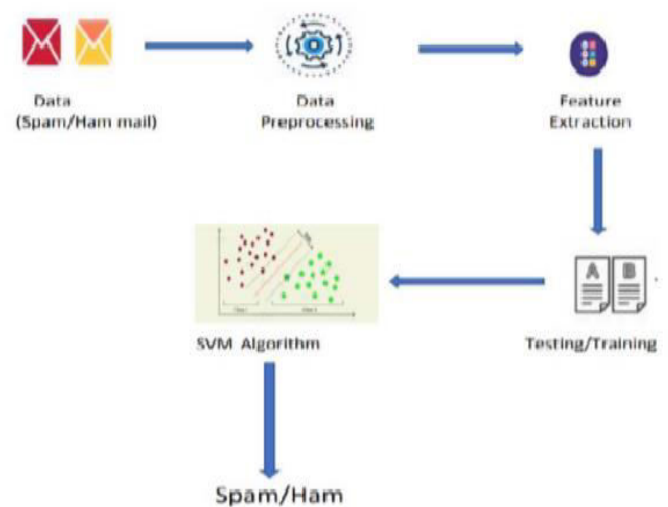 Data
(Spam/Ham mail)
Data
Preprocessing
Feature
Extraction
A B
Testing/Training
SVM Algorithm
Spam/Ham